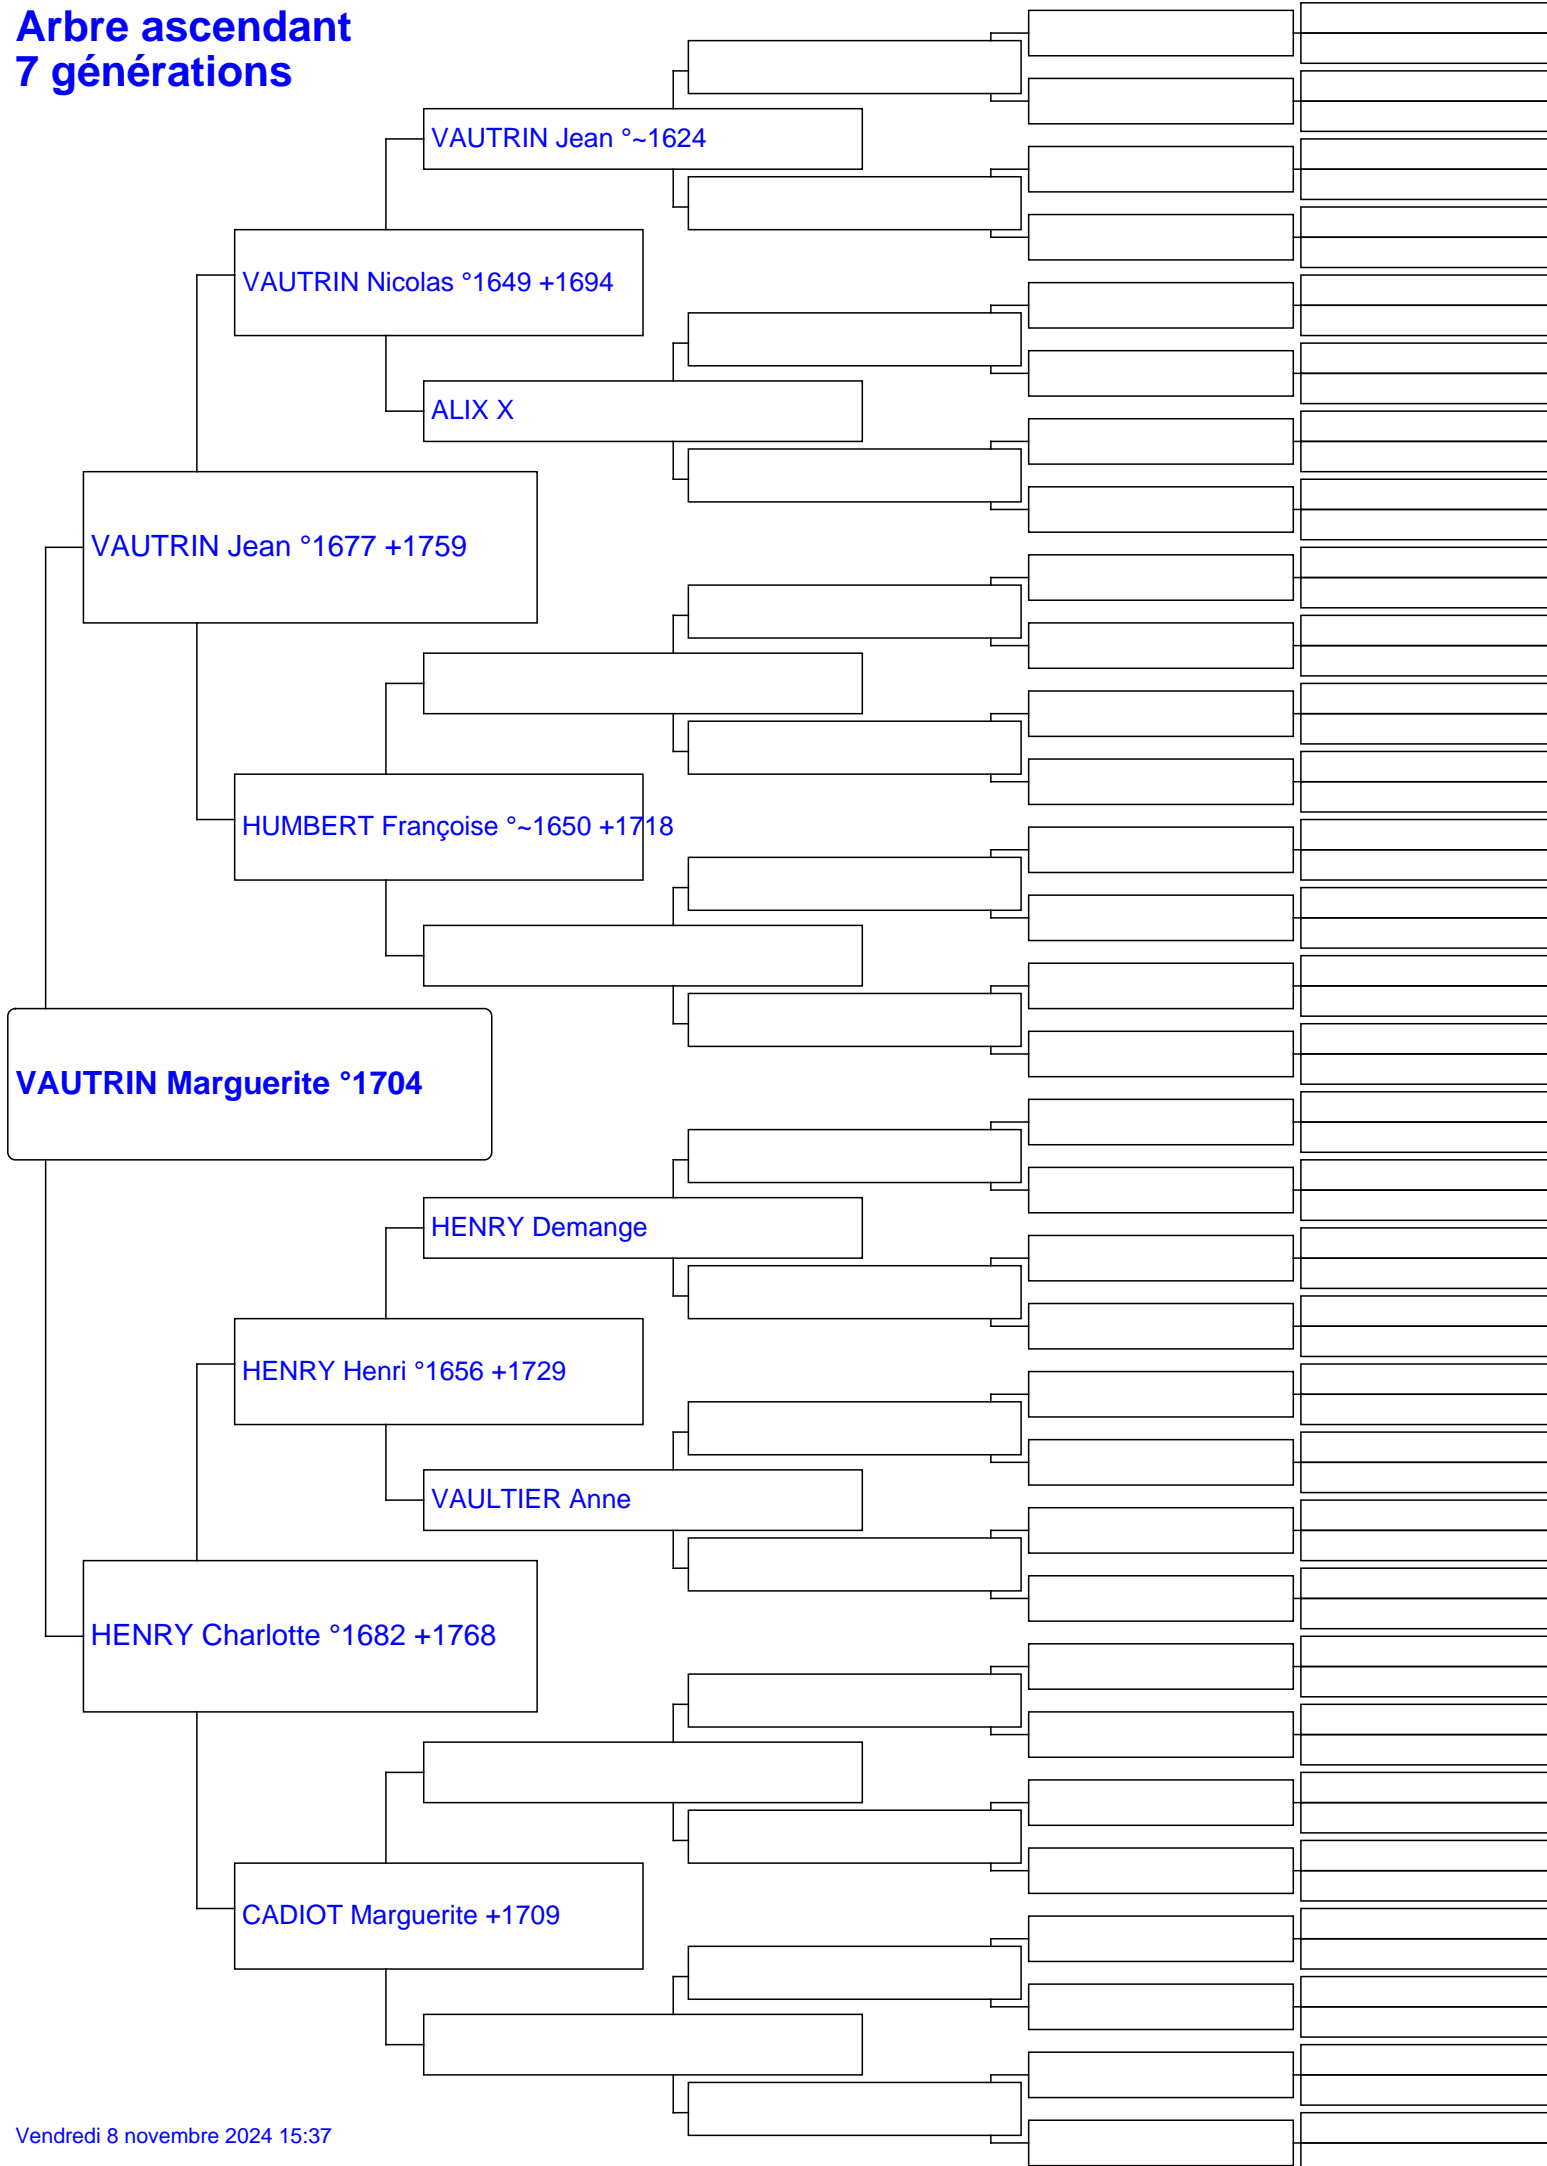 Arbre ascendant
7 générations
VAUTRIN Jean °~1624
VAUTRIN Nicolas °1649 +1694
ALIX X
VAUTRIN Jean °1677 +1759
HUMBERT Françoise °~1650 +1718
VAUTRIN Marguerite °1704
HENRY Demange
HENRY Henri °1656 +1729
VAULTIER Anne
HENRY Charlotte °1682 +1768
CADIOT Marguerite +1709
Vendredi 8 novembre 2024 15:37